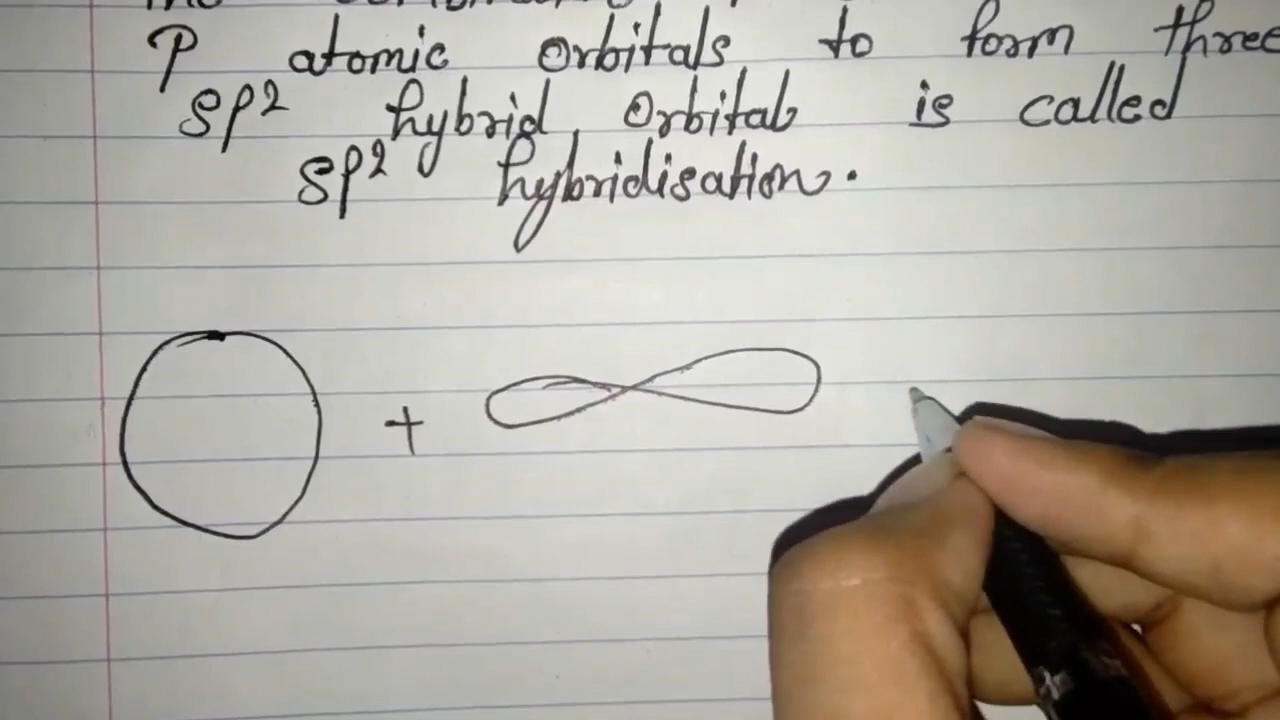 P atomic orbitals to form three
sp² hybrid orbital is called
sp² hybridisation.
+